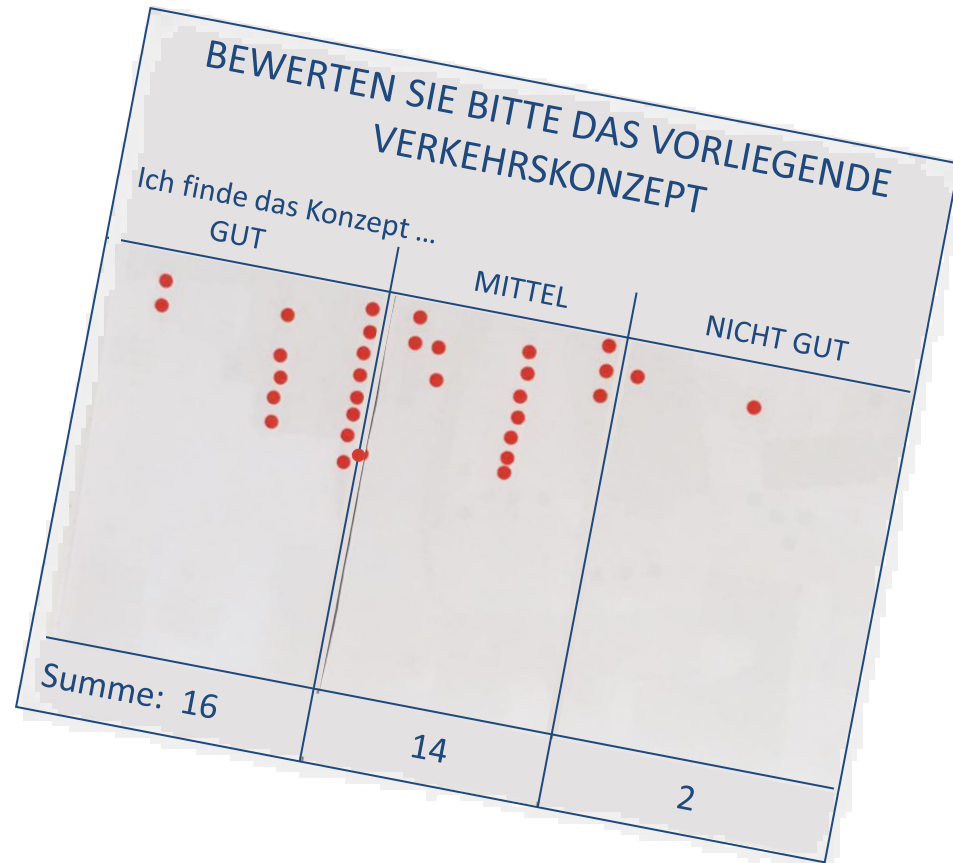 BEWERTEN SIE BITTE DAS VORLIEGENDE
VERKEHRSKONZEPT
Ich finde das Konzept ...
GUT
MITTEL
NICHT GUT
Summe: 16
14
2